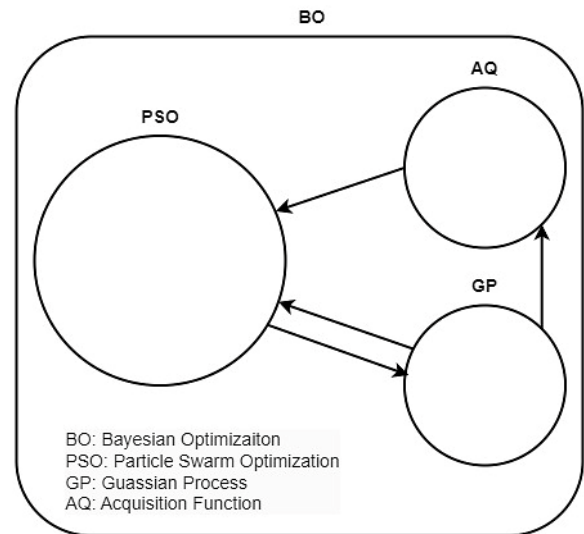 BO
AQ
PSO
GP
BO: Bayesian Optimizaiton
PSO: Particle Swarm Optimization
GP: Guassian Process
AQ: Acquisition Function